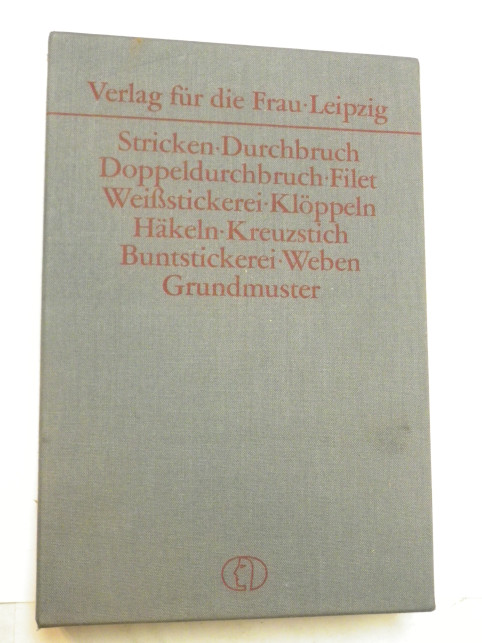 Verlag für die Frau·Leipzig
Stricken·Durchbruch
Doppeldurchbruch·Filet
Weißstickerei·Klöppeln
Häkeln·Kreuzstich
Buntstickerei·Weben
Grundmuster